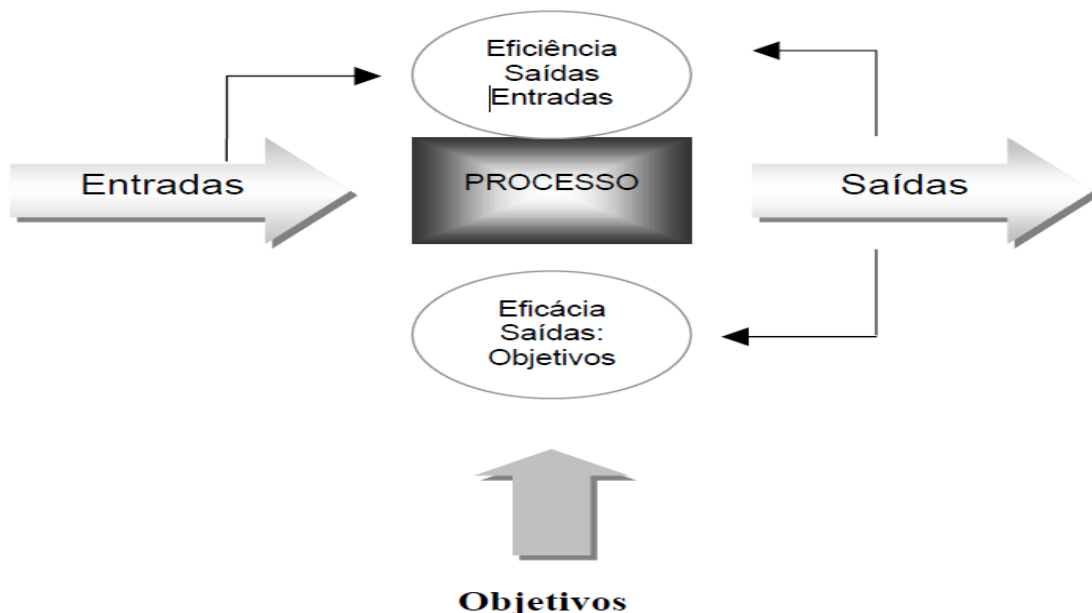 Eficiência
Saídas
Entradas
Entradas
PROCESSO
Saídas
Eficácia
Saídas:
Objetivos
Objetivos